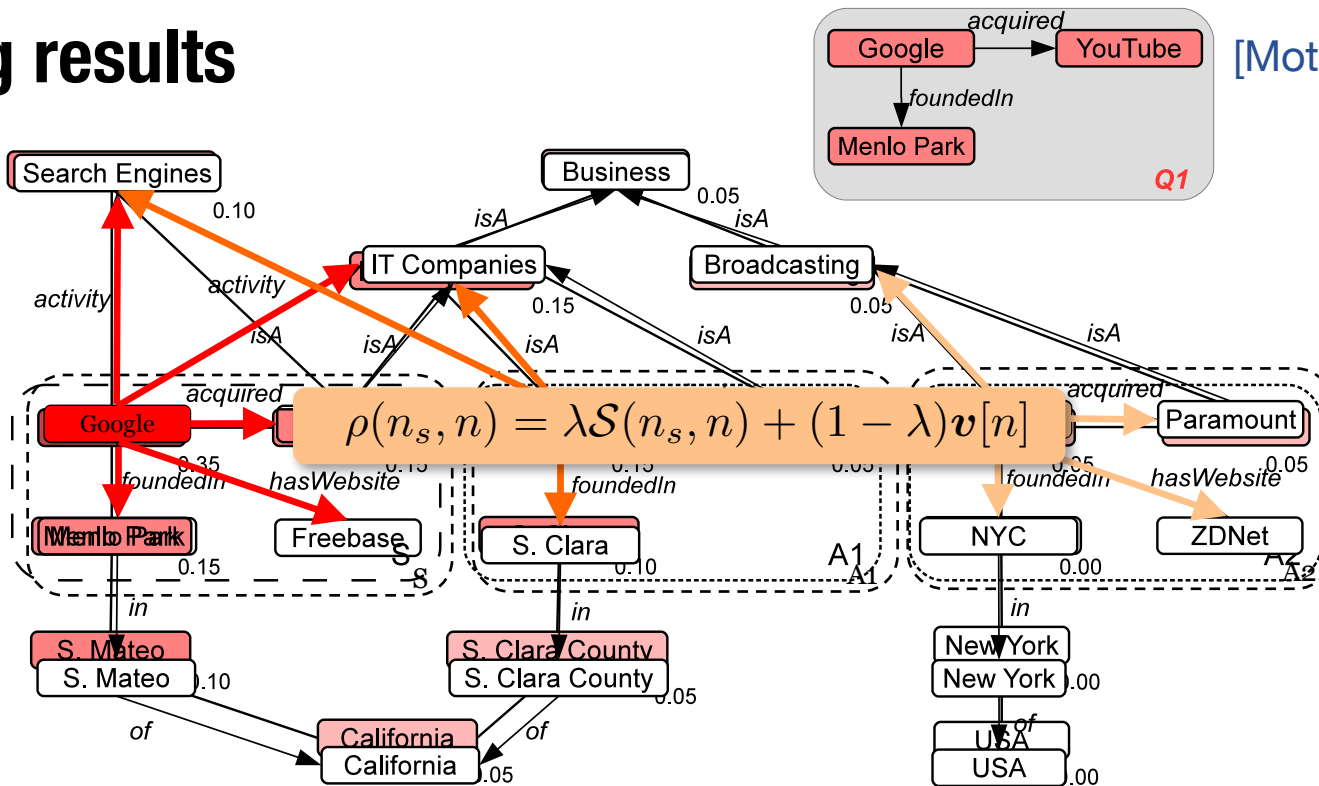 g results
acquired
Google
YouTube
[Mot
foundedIn
Menlo Park
Q1
Search Engines
0.10
Business
0.05
isA
isA
IT Companies
0.15
Broadcasting
0.05
activity
activity
isA
isA
isA
isA
isA
isA
acquired
acquired
Google
0.35
0.15
ρ(n_s, n) = λS(n_s, n) + (1 − λ)v[n]
0.15
0.05
0.05
Paramount
0.05
foundedIn
hasWebsite
foundedIn
foundedIn
hasWebsite
Menlo Park
0.15
Freebase
S
S
S. Clara
0.10
A1
A1
NYC
0.00
ZDNet
A2
A2
in
in
in
S. Mateo
S. Mateo
0.10
S. Clara County
S. Clara County
0.05
New York
New York
.00
of
of
of
California
California
.05
USA
USA
.00